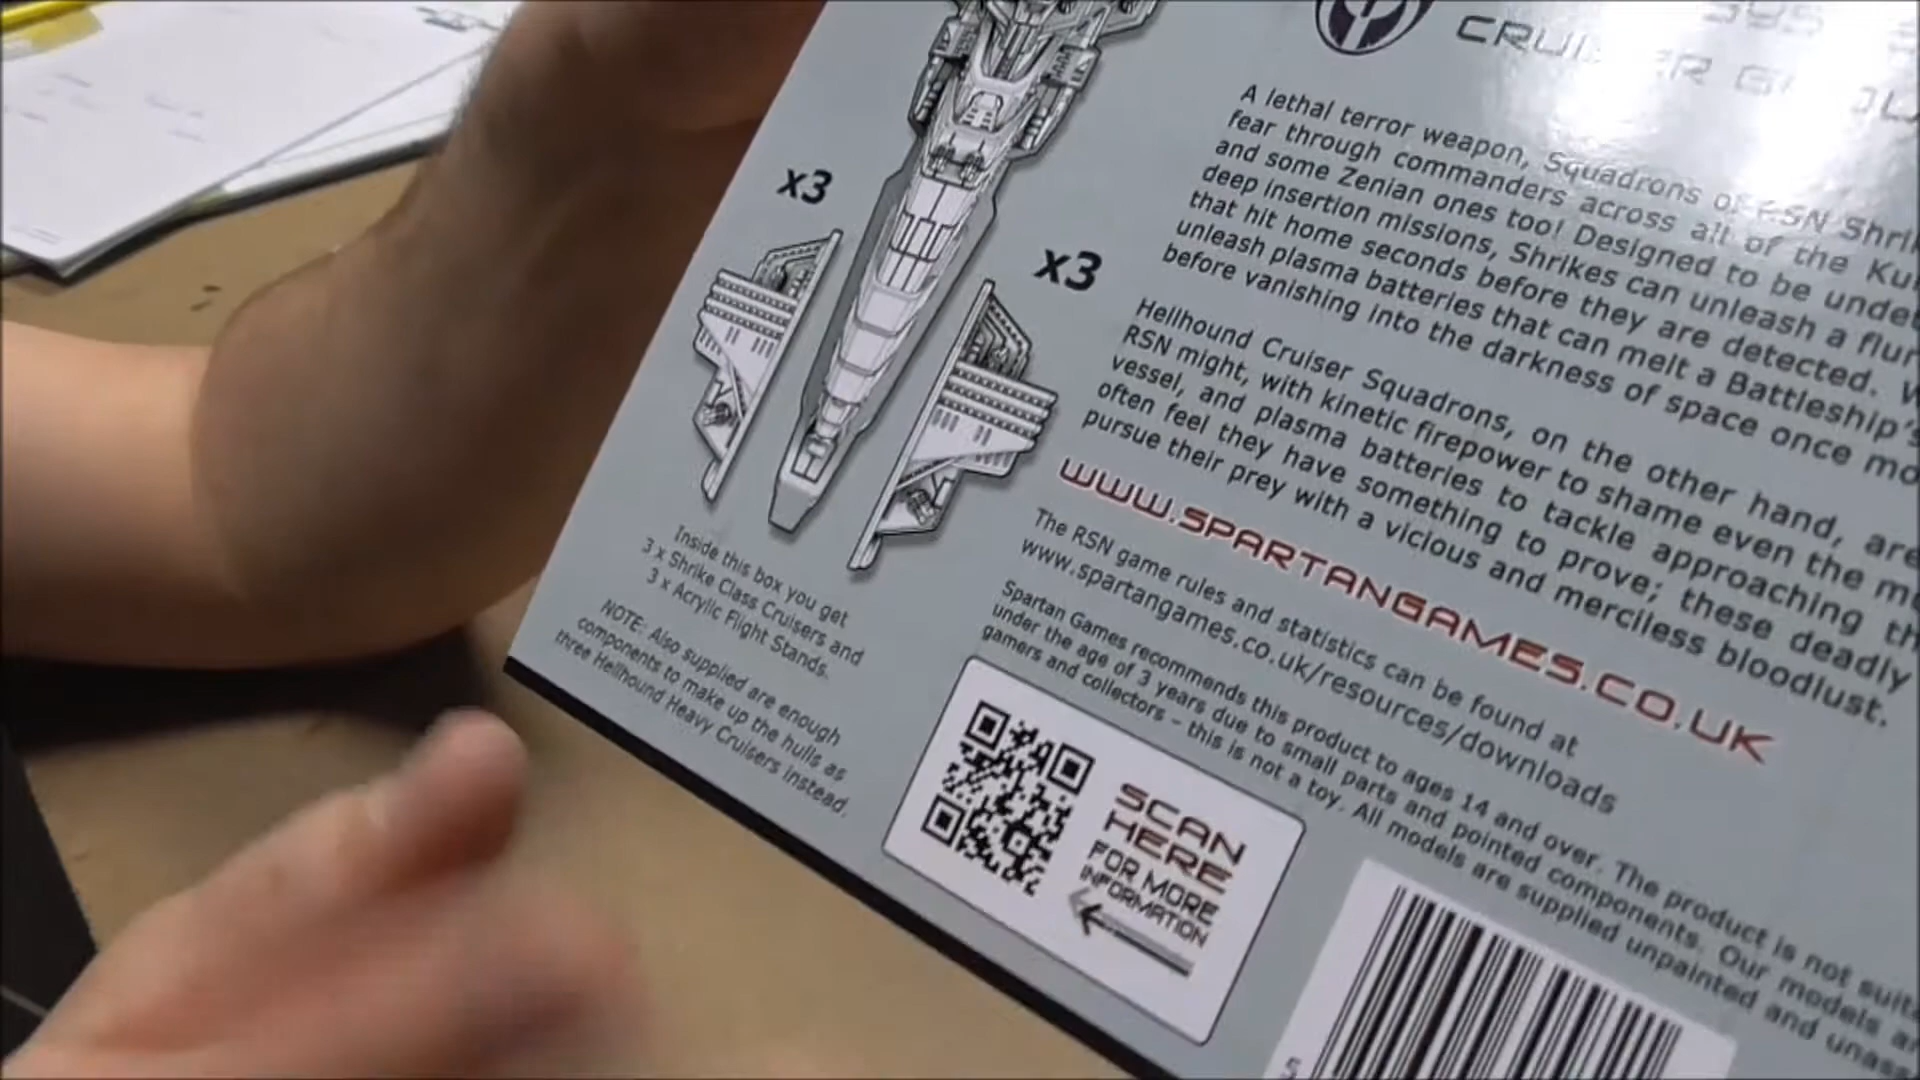 CRUI
A lethal terror weapon, Squadrons of RSN
fear through commanders across all of the
and some Zenian ones too! Designed to be
deep insertion missions, Shrikes can unleash a
that hit home seconds before they are detected.
unleash plasma batteries that can melt a Battleship's
before vanishing into the darkness of space once
Hellhound Cruiser Squadrons, on the other hand, are
RSN might, with kinetic firepower to shame even the
vessel, and plasma batteries to tackle approaching
often feel they have something to prove; these deadly
pursue their prey with a vicious and merciless bloodlust.
WWW.SPARTANGAMES.CO.UK
The RSN game rules and statistics can be found at
www.spartangames.co.uk/resources/downloads
Spartan Games recommends this product to ages 14 and over. The product is not
under the age of 3 years due to small parts and pointed components. Our models
gamers and collectors – this is not a toy. All models are supplied unpainted and
x3
x3
Inside this box you get
3 x Shrike Class Cruisers and
3 x Acrylic Flight Stands.
NOTE: Also supplied are enough
components to make up the hulls as
three Hellhound Heavy Cruisers instead.
SCAN
HERE
FOR MORE
INFORMATION
5